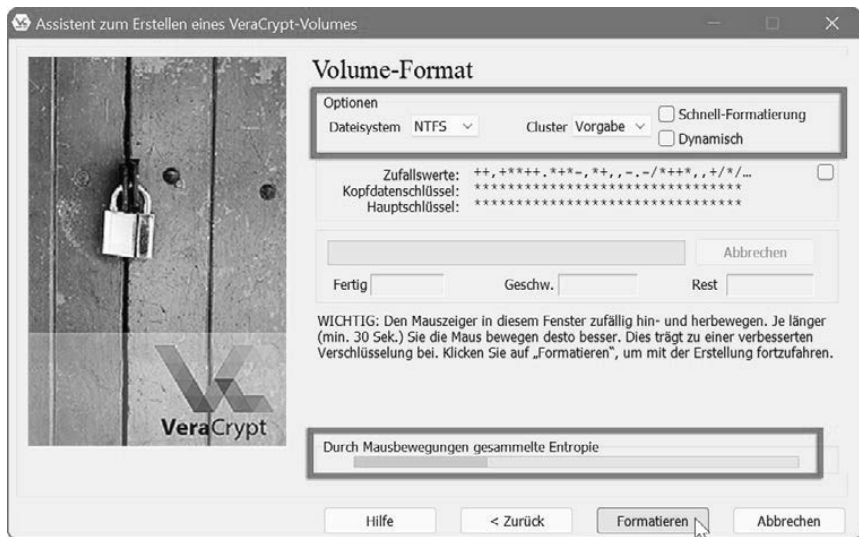 Assistent zum Erstellen eines VeraCrypt-Volumes
Volume-Format
Optionen
Dateisystem NTFS Cluster Vorgabe Schnell-Formatierung
Dynamisch
Zufallswerte: ++,+**++.*+*-,*+,,-.-/*++*,,+/*/…
Kopfdatenschlüssel: ********************************
Hauptschlüssel: ********************************
Abbrechen
Fertig Geschw. Rest
WICHTIG: Den Mauszeiger in diesem Fenster zufällig hin- und herbewegen. Je länger
(min. 30 Sek.) Sie die Maus bewegen desto besser. Dies trägt zu einer verbesserten
Verschlüsselung bei. Klicken Sie auf „Formatieren", um mit der Erstellung fortzufahren.
VeraCrypt
Durch Mausbewegungen gesammelte Entropie
Hilfe < Zurück Formatieren Abbrechen